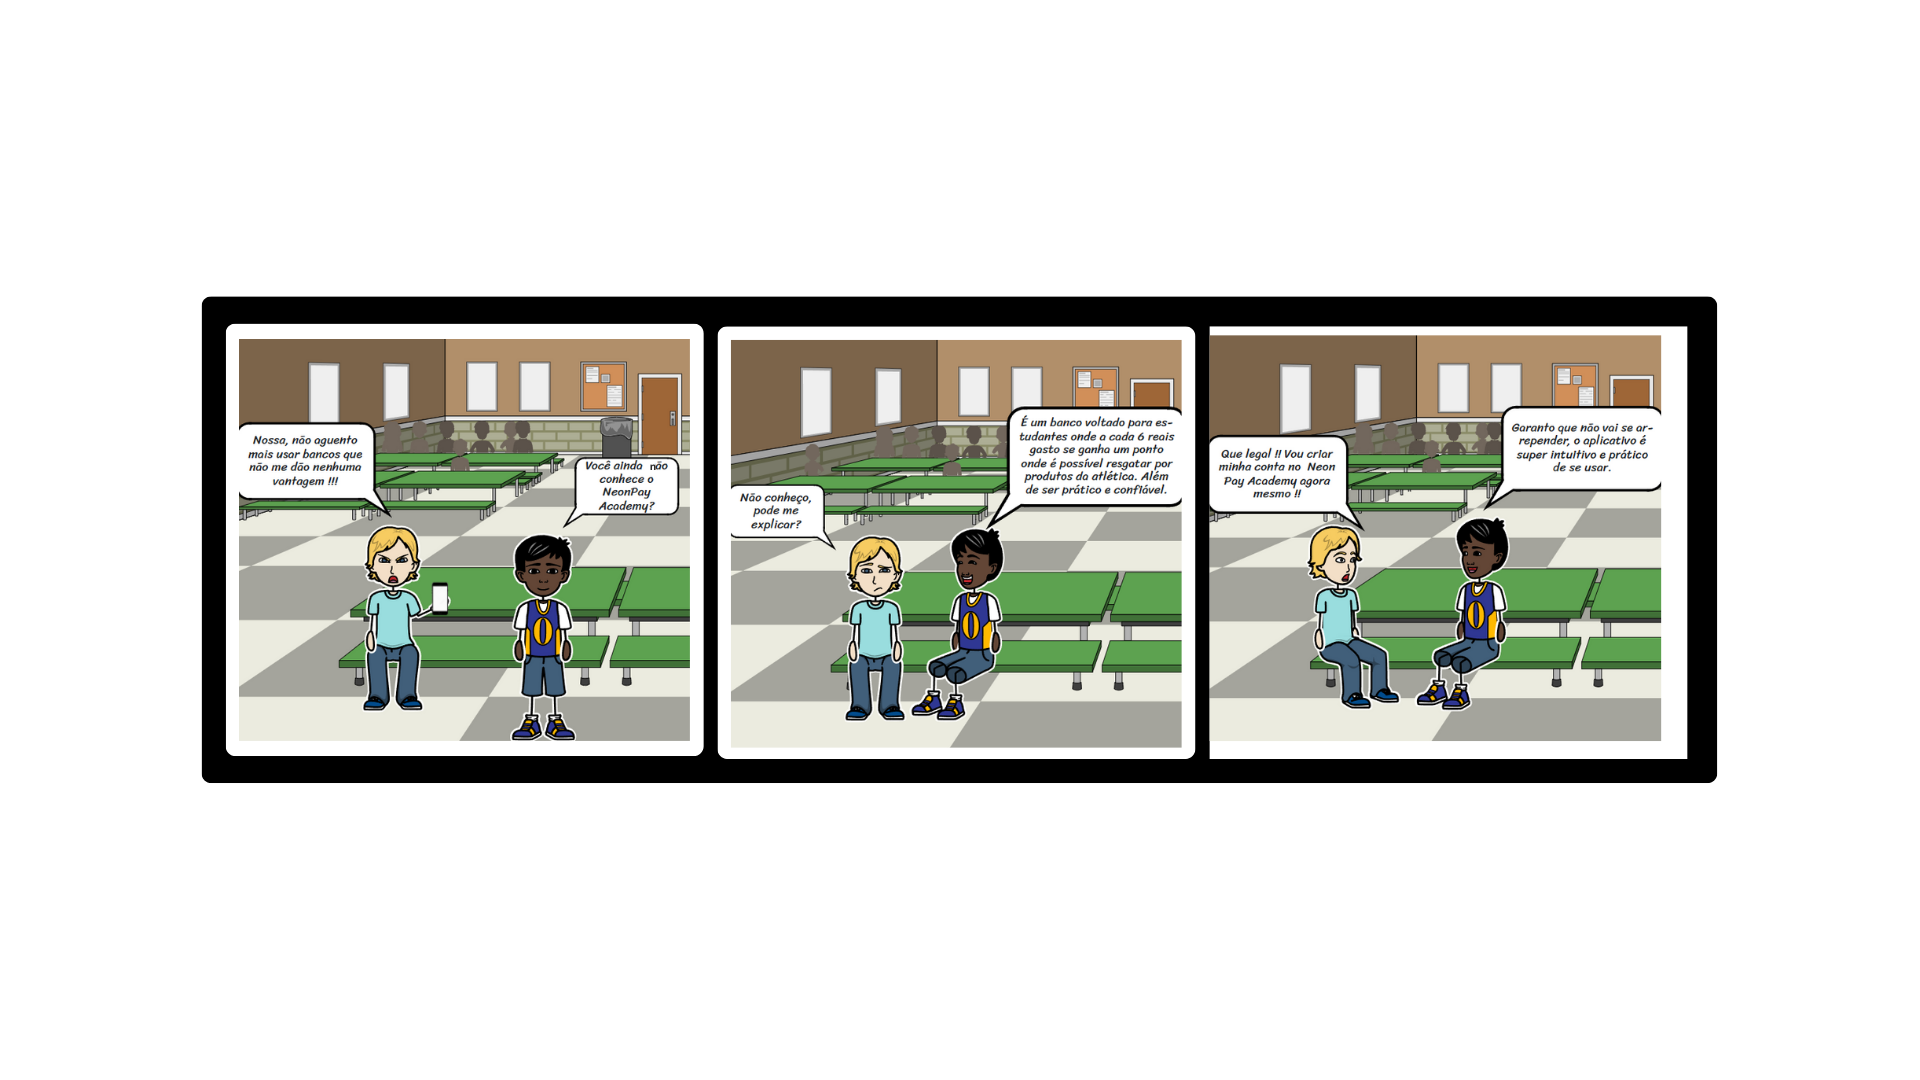 Nossa, não aguento
mais usar bancos que
não me dão nenhuma
vantagem !!!
Você ainda não
conhece o
NeonPay
Academy?
Não conheço,
pode me
explicar?
É um banco voltado para es-
tudantes onde a cada 6 reais
gasto se ganha um ponto
onde é possível resgatar por
produtos da atlética. Além
de ser prático e confiável.
Que legal !! Vou criar
minha conta no Neon
Pay Academy agora
mesmo !!
Garanto que não vai se ar-
repender, o aplicativo é
super intuitivo e prático
de se usar.